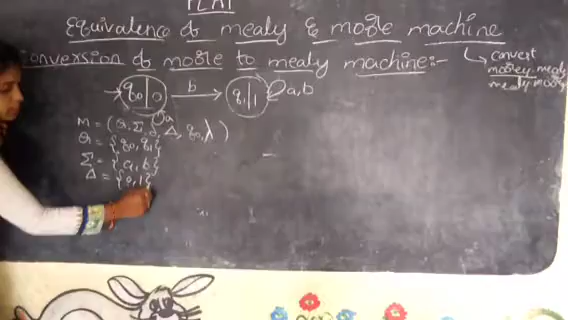 FLAT
Equivalence of mealy & moore machine
Conversion of moore to mealy machine:-
convert
moore mealy
mealy moore
q₀|0 b q₁|1 a,b
a
M = (Q, Σ, δ, Δ, q₀, λ)
Q = {q₀, q₁}
Σ = {a, b}
Δ = {0, 1}